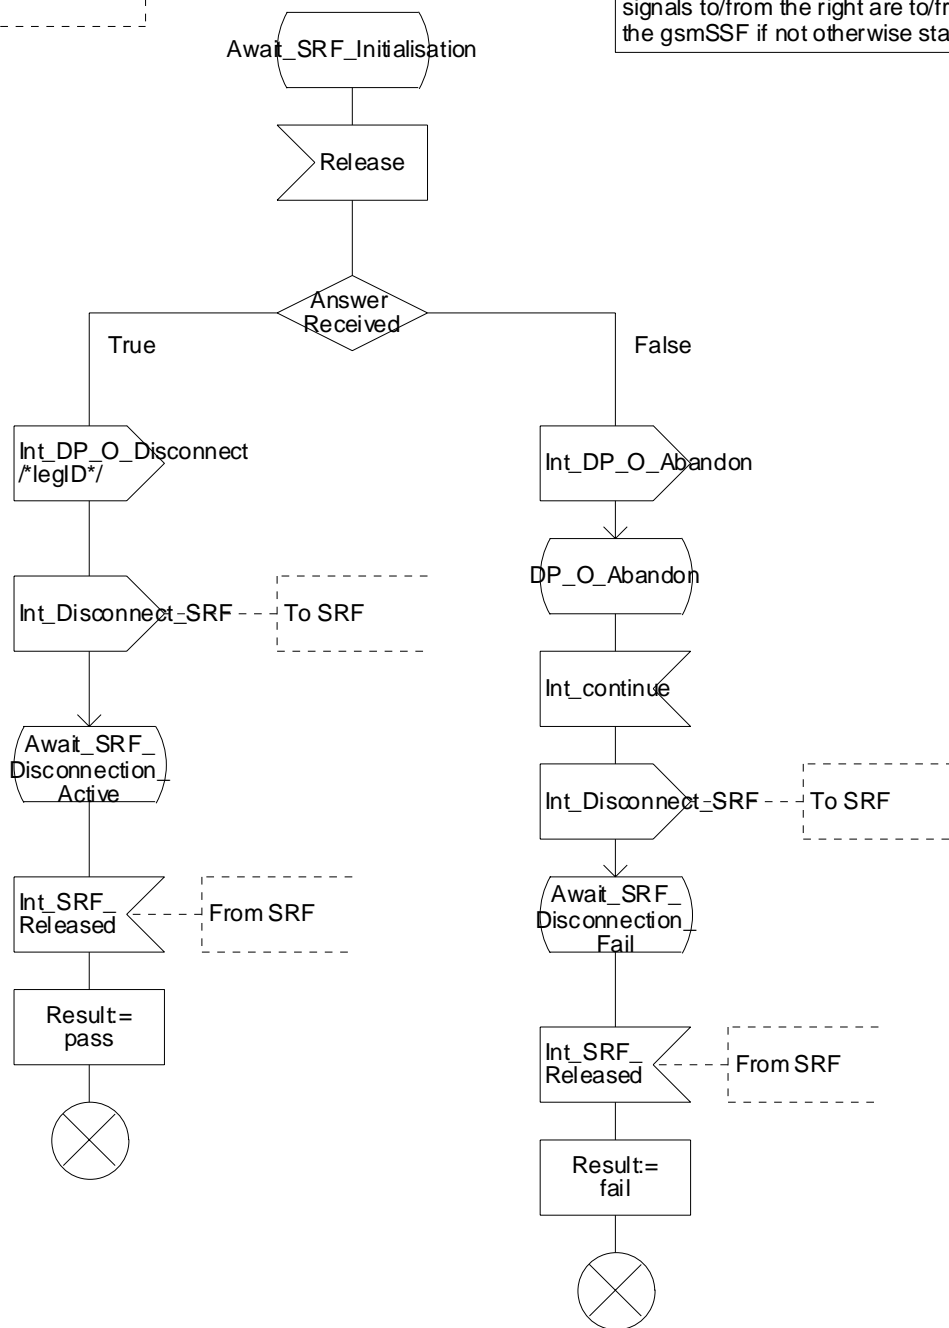 signals to/from the right are to/fr
the gsmSSF if not otherwise sta
Await_SRF_Initialisation
Release
Answer
Received
True
False
Int_DP_O_Disconnect
/*legID*/
Int_Disconnect_SRF
To SRF
Await_SRF_
Disconnection_
Active
Int_SRF_
Released
From SRF
Result:=
pass
Int_DP_O_Abandon
DP_O_Abandon
Int_continue
Int_Disconnect_SRF
To SRF
Await_SRF_
Disconnection_
Fail
Int_SRF_
Released
From SRF
Result:=
fail